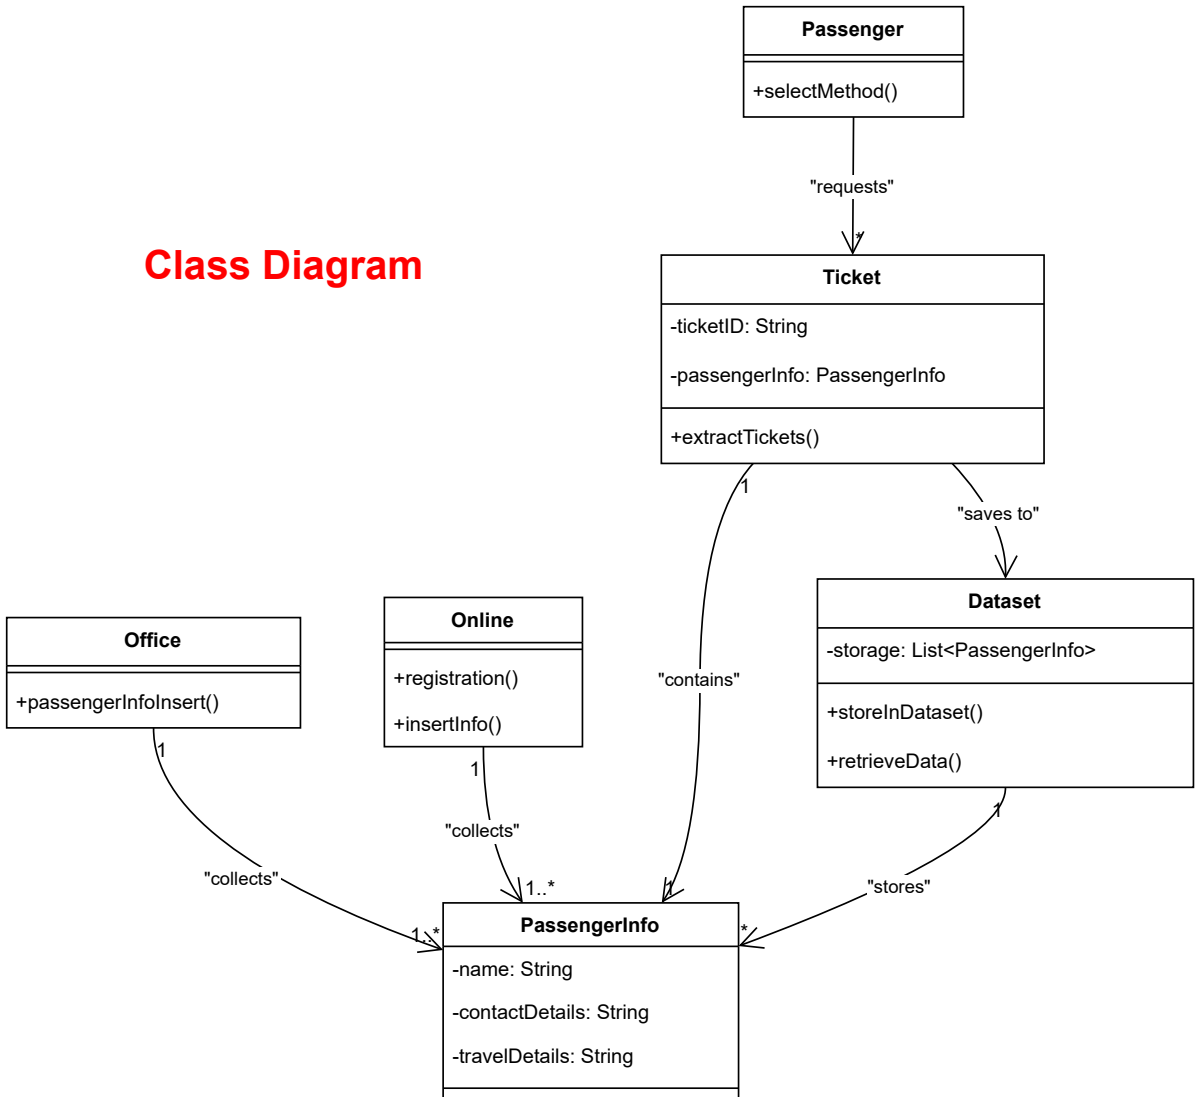 Passenger
+selectMethod()
"requests"
*
Class Diagram
Ticket
-ticketID: String
-passengerInfo: PassengerInfo
+extractTickets()
1
"saves to"
Dataset
-storage: List<PassengerInfo>
+storeInDataset()
+retrieveData()
1
Office
+passengerInfoInsert()
1
Online
+registration()
+insertInfo()
1
"contains"
"collects"
"collects"
"stores"
1..*
1..*
1
*
PassengerInfo
-name: String
-contactDetails: String
-travelDetails: String